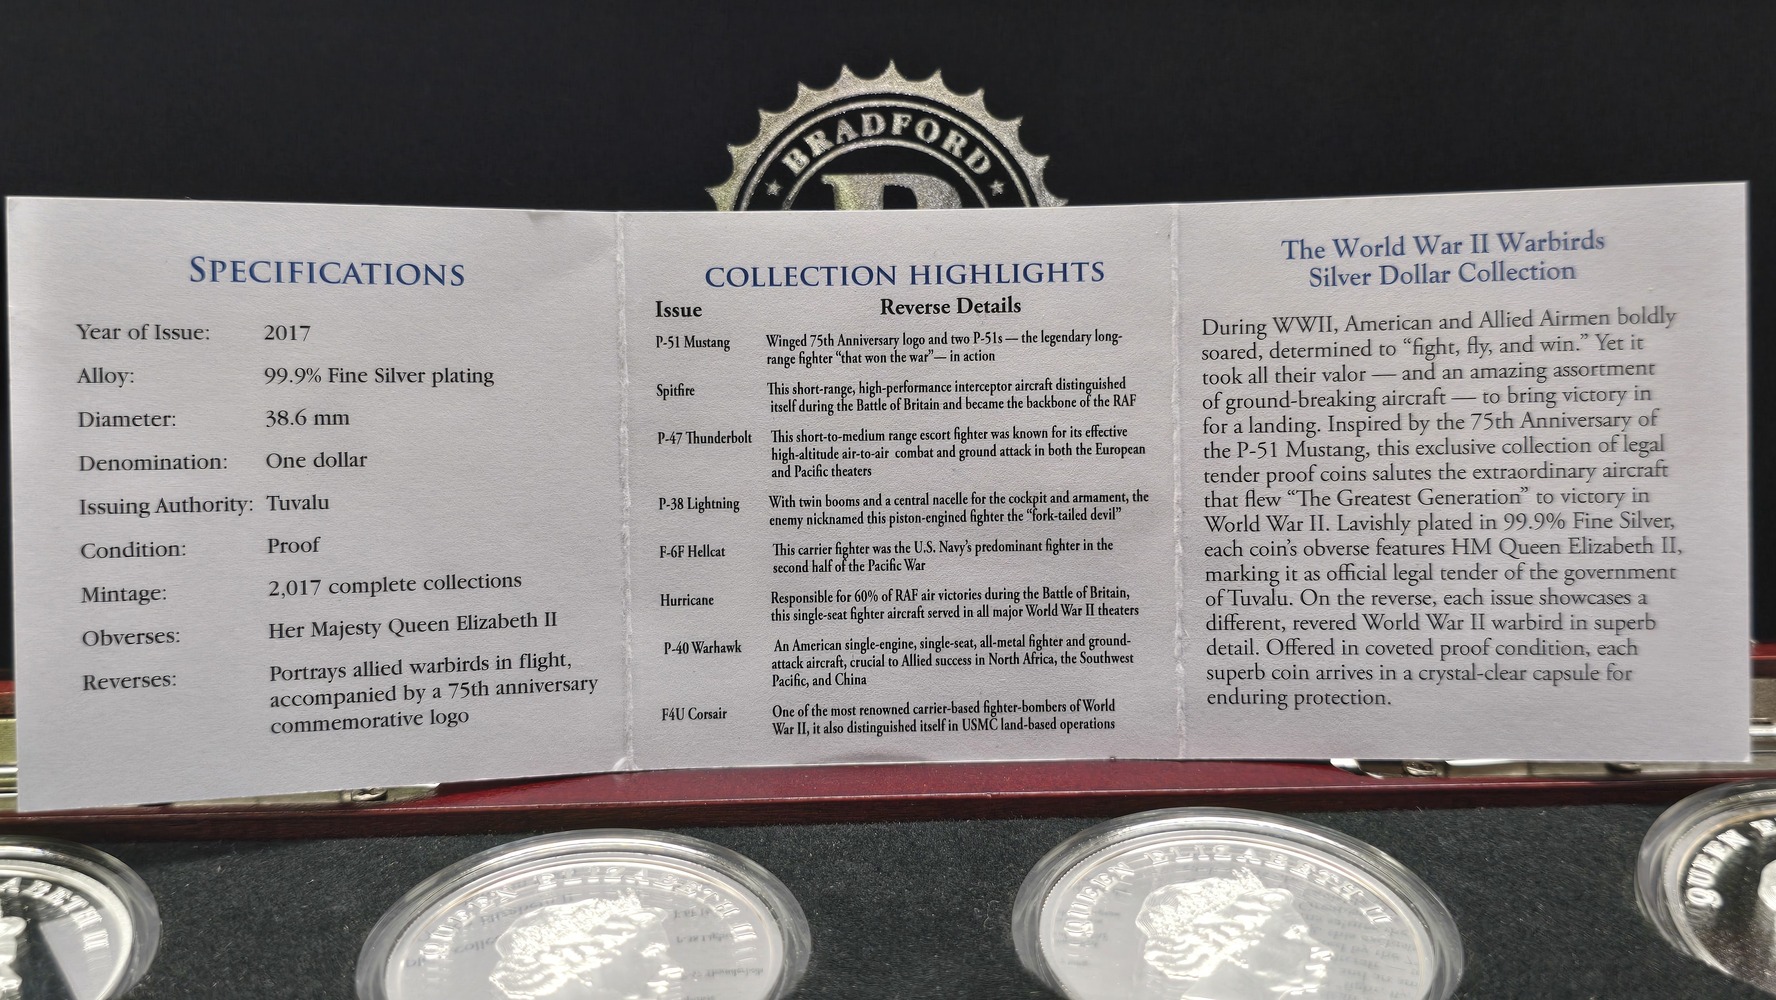 BRADFORD
SPECIFICATIONS
Year of Issue: 2017
Alloy: 99.9% Fine Silver plating
Diameter: 38.6 mm
Denomination: One dollar
Issuing Authority: Tuvalu
Condition: Proof
Mintage: 2,017 complete collections
Obverses: Her Majesty Queen Elizabeth II
Reverses: Portrays allied warbirds in flight,
accompanied by a 75th anniversary
commemorative logo
COLLECTION HIGHLIGHTS
Issue Reverse Details
P-51 Mustang Winged 75th Anniversary logo and two P-51s — the legendary long-
range fighter “that won the war”— in action
Spitfire This short-range, high-performance interceptor aircraft distinguished
itself during the Battle of Britain and became the backbone of the RAF
P-47 Thunderbolt This short-to-medium range escort fighter was known for its effective
high-altitude air-to-air combat and ground attack in both the European
and Pacific theaters
P-38 Lightning With twin booms and a central nacelle for the cockpit and armament, the
enemy nicknamed this piston-engined fighter the “fork-tailed devil”
F-6F Hellcat This carrier fighter was the U.S. Navy’s predominant fighter in the
second half of the Pacific War
Hurricane Responsible for 60% of RAF air victories during the Battle of Britain,
this single-seat fighter aircraft served in all major World War II theaters
P-40 Warhawk An American single-engine, single-seat, all-metal fighter and ground-
attack aircraft, crucial to Allied success in North Africa, the Southwest
Pacific, and China
F4U Corsair One of the most renowned carrier-based fighter-bombers of World
War II, it also distinguished itself in USMC land-based operations
The World War II Warbirds
Silver Dollar Collection
During WWII, American and Allied Airmen boldly
soared, determined to “fight, fly, and win.” Yet it
took all their valor — and an amazing assortment
of ground-breaking aircraft — to bring victory in
for a landing. Inspired by the 75th Anniversary of
the P-51 Mustang, this exclusive collection of legal
tender proof coins salutes the extraordinary aircraft
that flew “The Greatest Generation” to victory in
World War II. Lavishly plated in 99.9% Fine Silver,
each coin’s obverse features HM Queen Elizabeth II,
marking it as official legal tender of the government
of Tuvalu. On the reverse, each issue showcases a
different, revered World War II warbird in superb
detail. Offered in coveted proof condition, each
superb coin arrives in a crystal-clear capsule for
enduring protection.
QUEEN ELIZABETH II
QUEEN ELIZABETH II
QUEEN